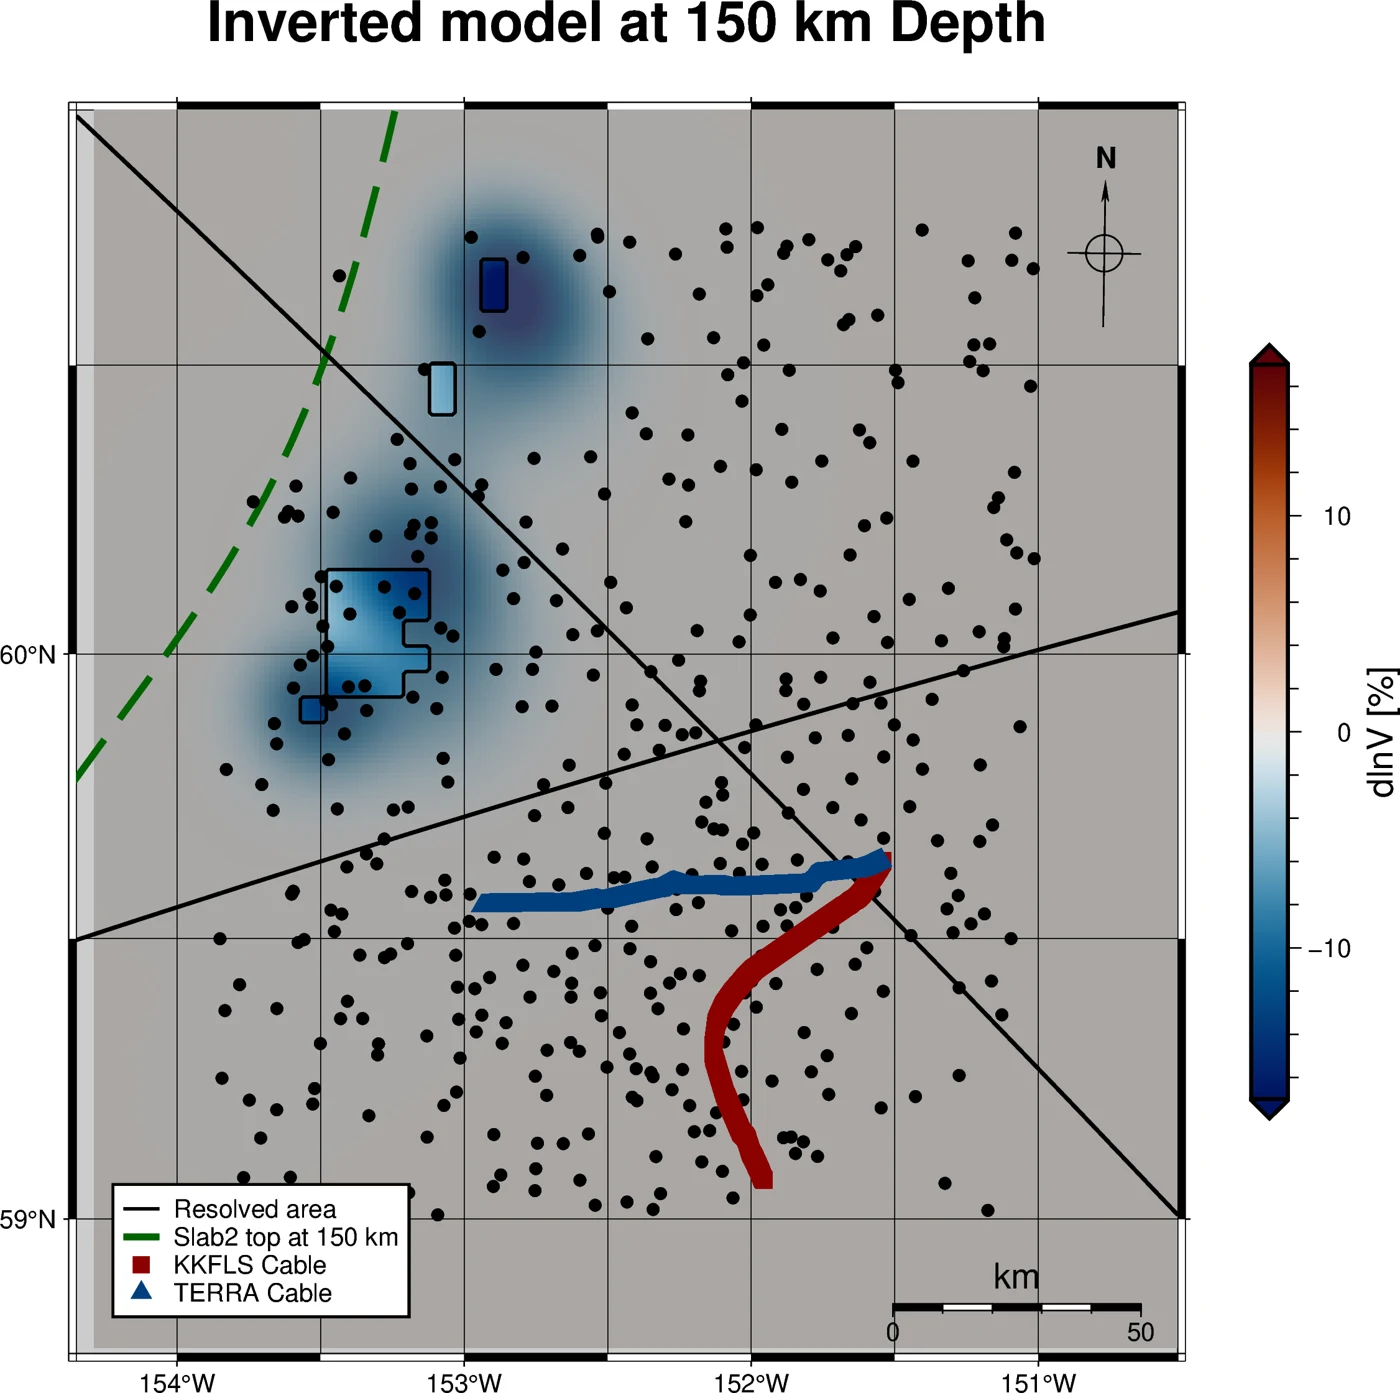 Inverted model at 150 km Depth
N
10
0
−10
dlnV [%]
60°N
59°N
Resolved area
Slab2 top at 150 km
KKFLS Cable
TERRA Cable
km
0 50
154°W 153°W 152°W 151°W